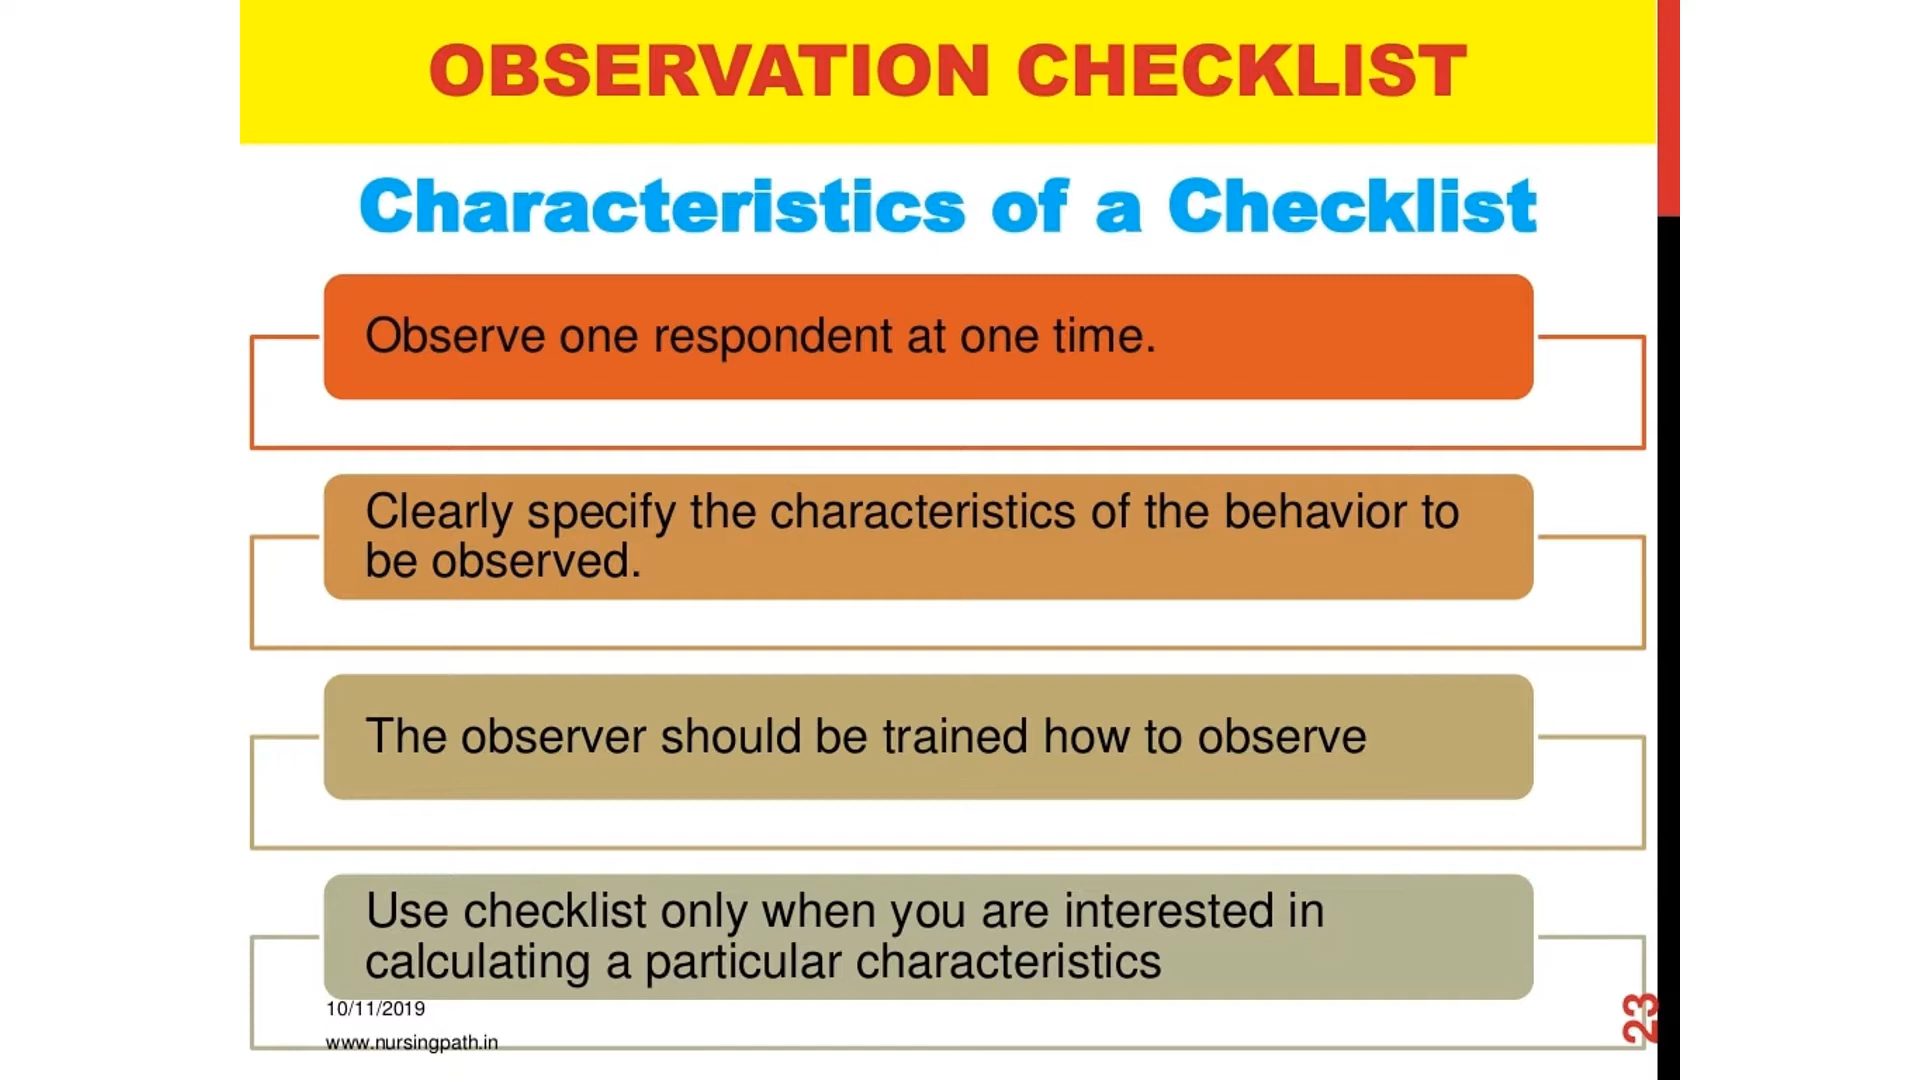 OBSERVATION CHECKLIST
Characteristics of a Checklist
Observe one respondent at one time.
Clearly specify the characteristics of the behavior to
be observed.
The observer should be trained how to observe
Use checklist only when you are interested in
calculating a particular characteristics
10/11/2019
www.nursingpath.in
23